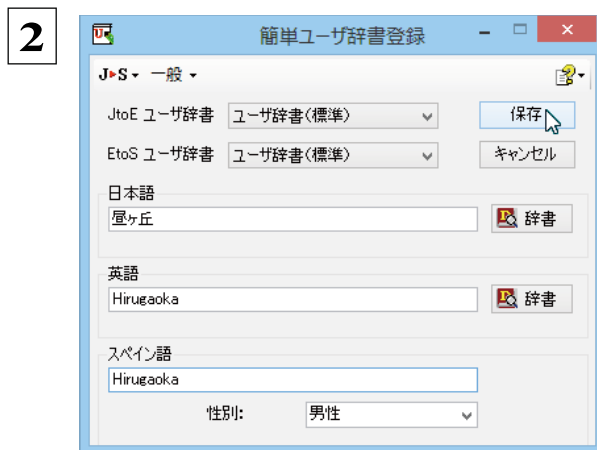 2
簡単ユーザ辞書登録
J▶S 一般
JtoE ユーザ辞書 ユーザ辞書(標準) 保存
EtoS ユーザ辞書 ユーザ辞書(標準) キャンセル
日本語
昼ヶ丘 辞書
英語
Hirugaoka 辞書
スペイン語
Hirugaoka
性別: 男性